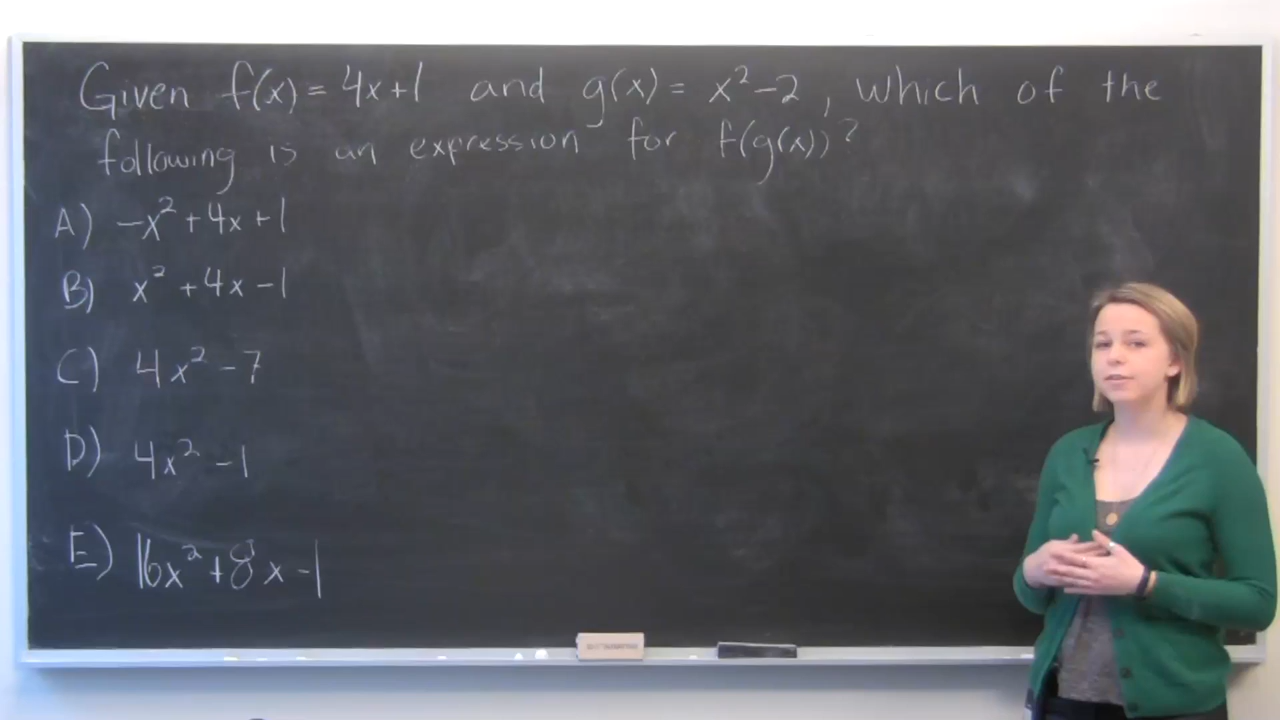 Given f(x) = 4x+1 and g(x) = x²-2, which of the
following is an expression for f(g(x))?
A) -x²+4x+1
B) x²+4x-1
C) 4x²-7
D) 4x²-1
E) 16x²+8x-1